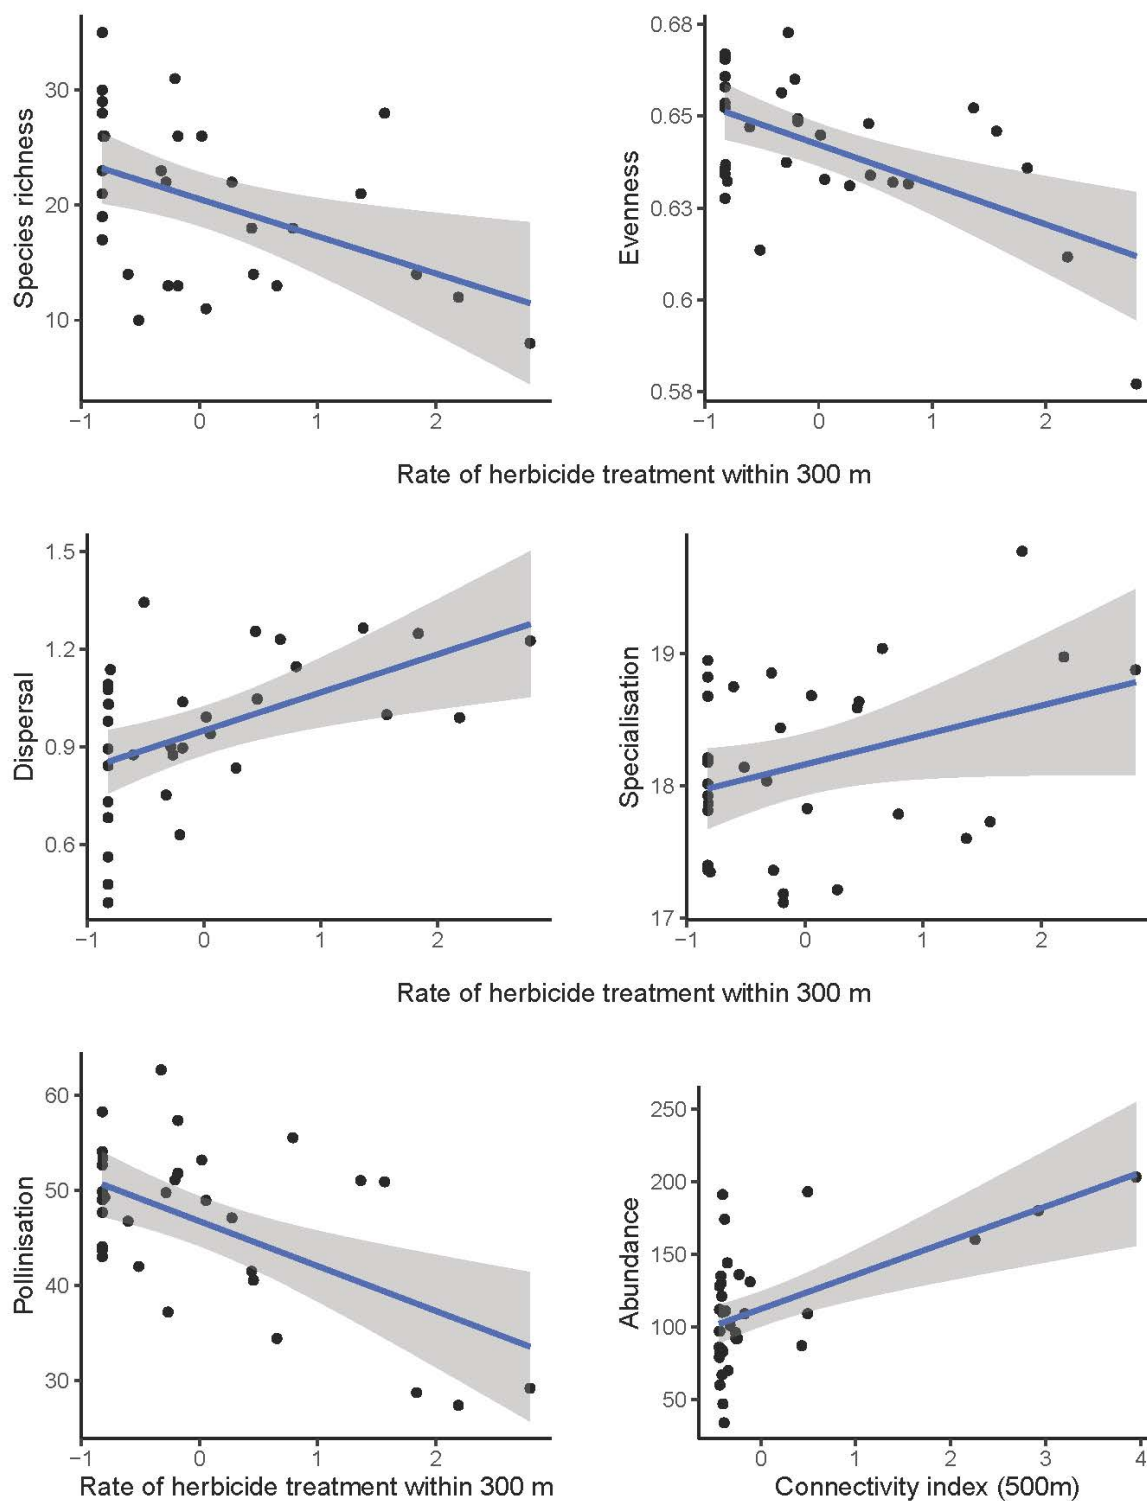 Species richness
30
20
10
−1 0 1 2
Evenness
0.68
0.65
0.63
0.6
0.58
−1 0 1 2
Rate of herbicide treatment within 300 m
Dispersal
1.5
1.2
0.9
0.6
−1 0 1 2
Specialisation
19
18
17
−1 0 1 2
Rate of herbicide treatment within 300 m
Pollinisation
60
50
40
30
−1 0 1 2
Rate of herbicide treatment within 300 m
Abundance
250
200
150
100
50
0 1 2 3 4
Connectivity index (500m)